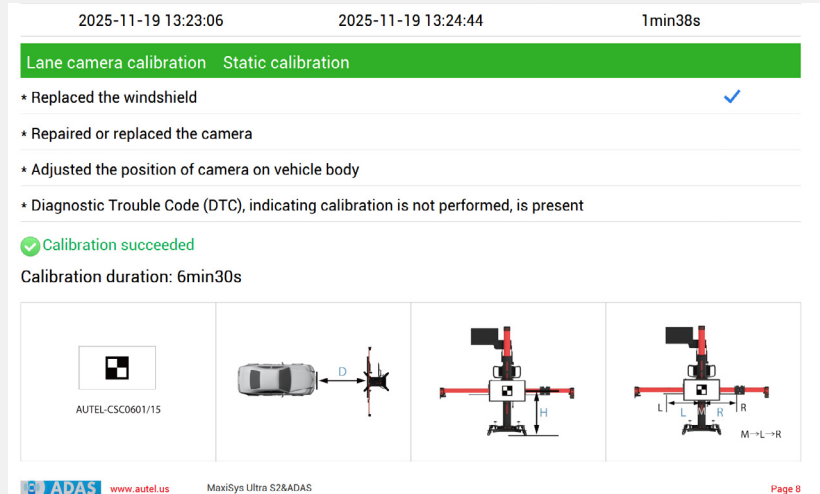 2025-11-19 13:23:06 2025-11-19 13:24:44 1min38s
Lane camera calibration Static calibration
* Replaced the windshield
* Repaired or replaced the camera
* Adjusted the position of camera on vehicle body
* Diagnostic Trouble Code (DTC), indicating calibration is not performed, is present
Calibration succeeded
Calibration duration: 6min30s
D
H
L L M R R
AUTEL-CSC0601/15
M→L→R
ADAS www.autel.us MaxiSys Ultra S2&ADAS Page 8